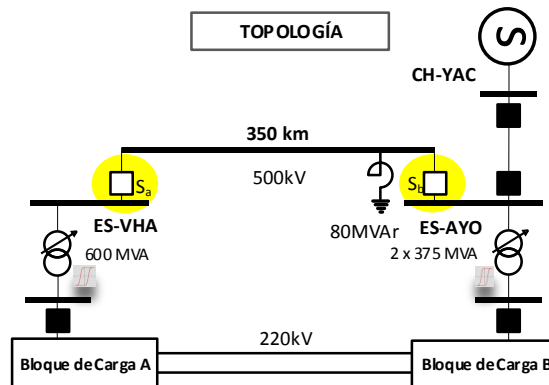 TOPOLOGÍA
S
CH-YAC
350 km
500kV
Sa
Sb
80MVAr
ES-VHA
600 MVA
ES-AYO
2 x 375 MVA
220kV
Bloque de Carga A
Bloque de Carga B